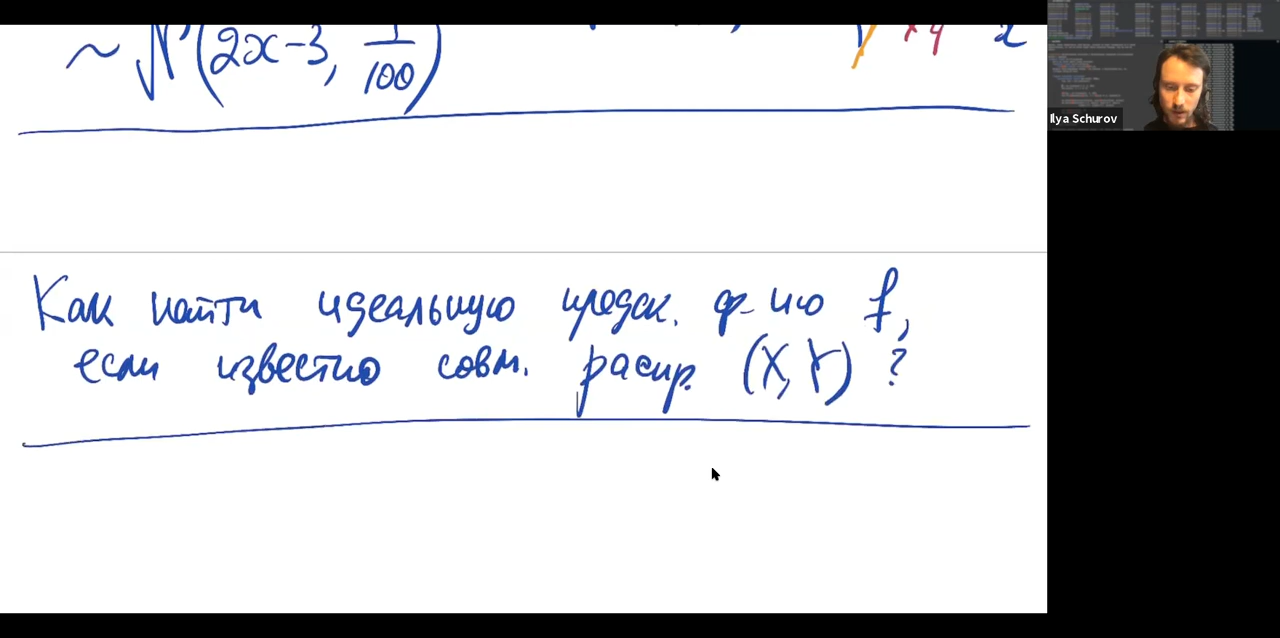 ~ N(2x-3, 1/100)
Ilya Schurov
Как найти идеальную предск. ф-ию f,
если известно совм. распр. (X, Y) ?